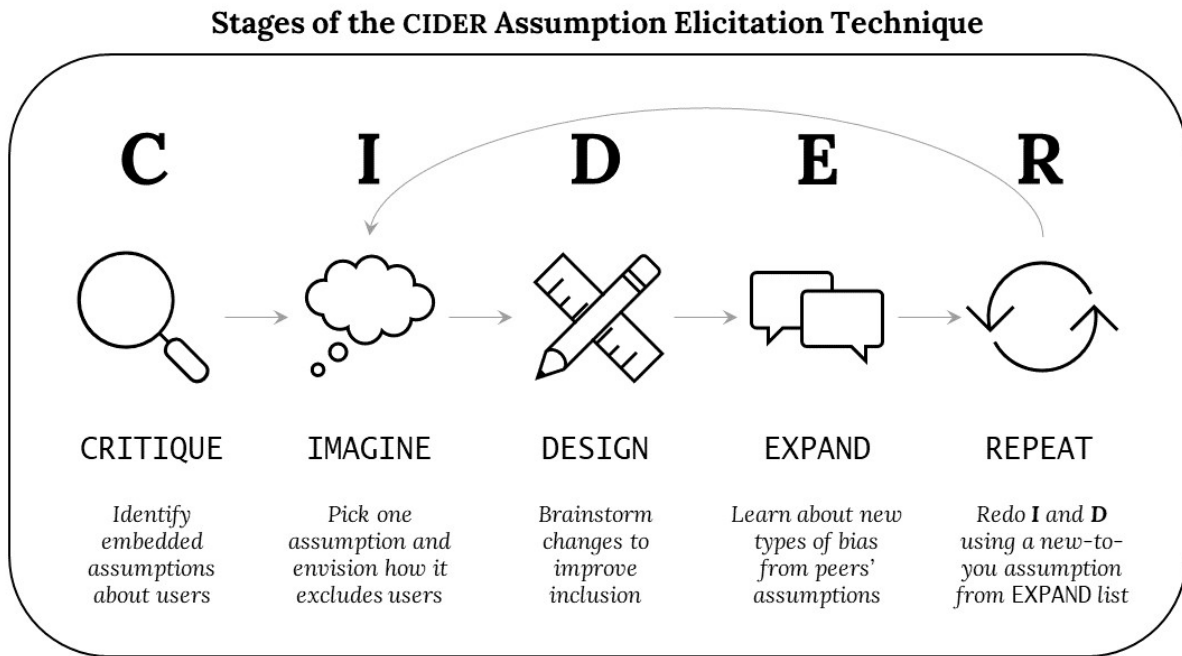 Stages of the CIDER Assumption Elicitation Technique
C
I
D
E
R
CRITIQUE
IMAGINE
DESIGN
EXPAND
REPEAT
Identify
embedded
assumptions
about users
Pick one
assumption and
envision how it
excludes users
Brainstorm
changes to
improve
inclusion
Learn about new
types of bias
from peers'
assumptions
Redo I and D
using a new-to-
you assumption
from EXPAND list